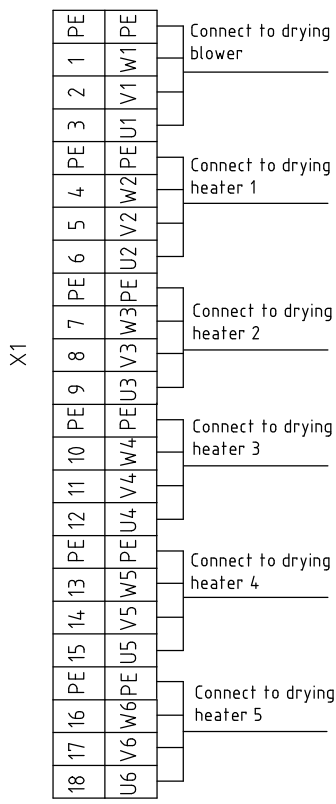 X1
PE PE
1 W1
2 V1
3 U1
Connect to drying
blower
PE PE
4 W2
5 V2
6 U2
Connect to drying
heater 1
PE PE
7 W3
8 V3
9 U3
Connect to drying
heater 2
PE PE
10 W4
11 V4
12 U4
Connect to drying
heater 3
PE PE
13 W5
14 V5
15 U5
Connect to drying
heater 4
PE PE
16 W6
17 V6
18 U6
Connect to drying
heater 5